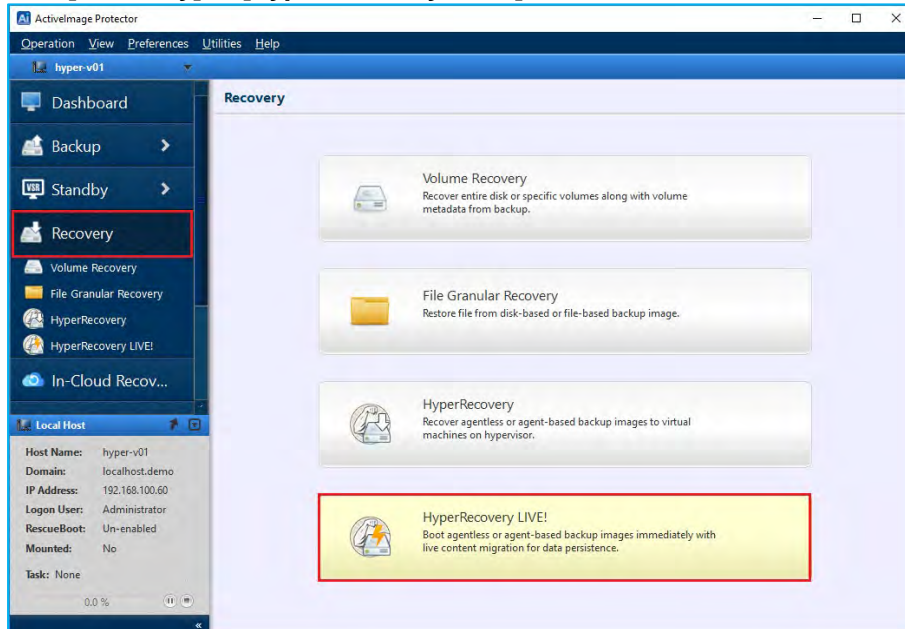 ActiveImage Protector
Operation View Preferences Utilities Help
hyper-v01
Dashboard
Backup
Standby
Recovery
Volume Recovery
File Granular Recovery
HyperRecovery
HyperRecovery LIVE!
In-Cloud Recov...
Local Host
Host Name: hyper-v01
Domain: localhost.demo
IP Address: 192.168.100.60
Logon User: Administrator
RescueBoot: Un-enabled
Mounted: No
Task: None
0.0 %
Recovery
Volume Recovery
Recover entire disk or specific volumes along with volume
metadata from backup.
File Granular Recovery
Restore file from disk-based or file-based backup image.
HyperRecovery
Recover agentless or agent-based backup images to virtual
machines on hypervisor.
HyperRecovery LIVE!
Boot agentless or agent-based backup images immediately with
live content migration for data persistence.